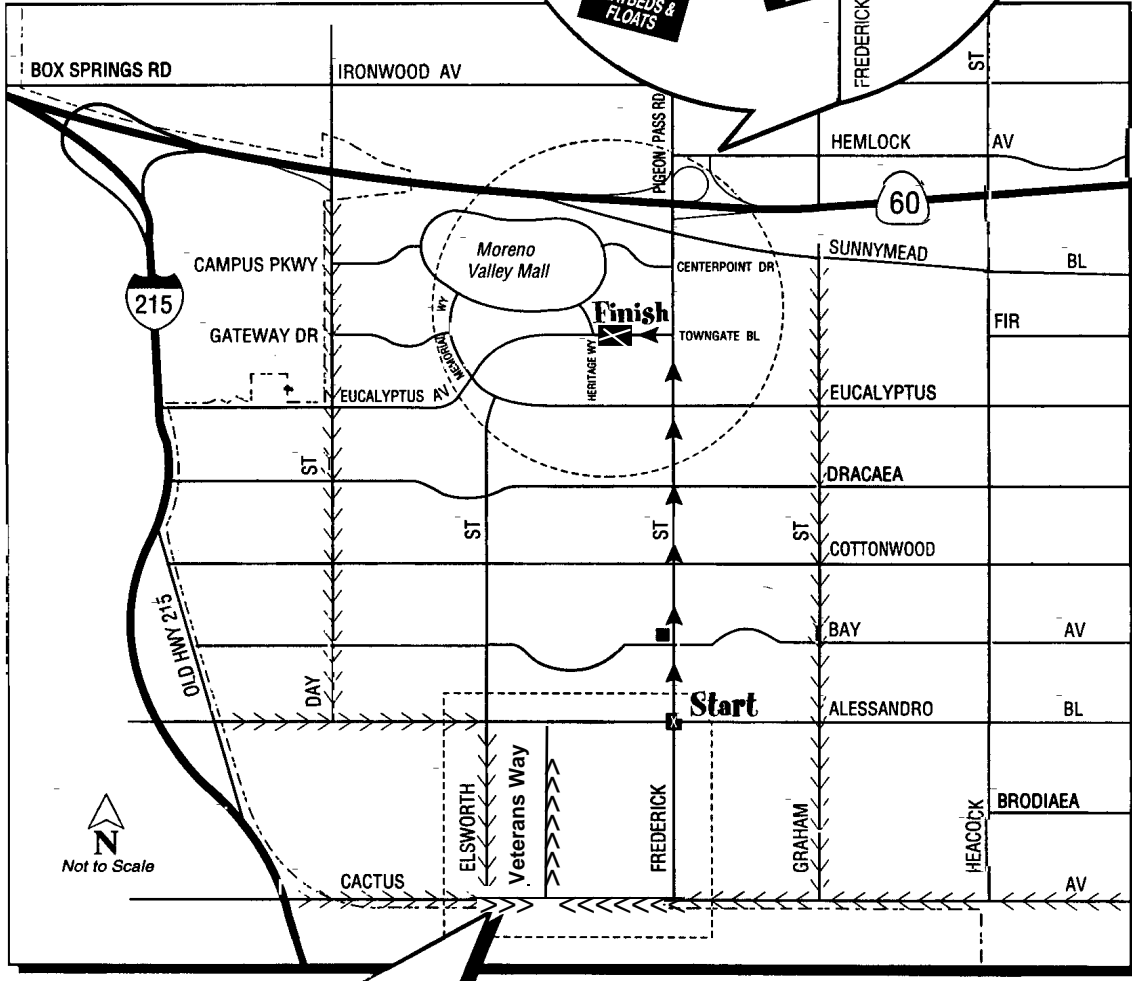 BEDS &
FLOATS
FREDERICK
ST
BOX SPRINGS RD
IRONWOOD AV
PIGEON PASS RD
HEMLOCK
AV
60
Moreno
Valley Mall
SUNNYMEAD
BL
CAMPUS PKWY
CENTERPOINT DR
215
Finish
FIR
GATEWAY DR
MEMORIAL WY
HERITAGE WY
TOWNGATE BL
EUCALYPTUS AV
EUCALYPTUS
ST
DRACAEA
ST
ST
ST
COTTONWOOD
OLD HWY 215
BAY
AV
DAY
Start
X
ALESSANDRO
BL
ELSWORTH
Veterans Way
FREDERICK
GRAHAM
HEACOCK
BRODIAEA
N
Not to Scale
CACTUS
AV